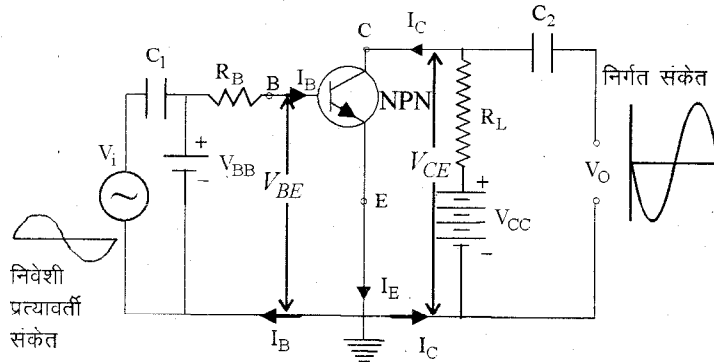 I_C
C_2
C
C_1
R_B
B
I_B
NPN
निर्गत संकेत
R_L
V_i
+
V_BB
-
V_BE
V_CE
V_O
+
V_CC
-
E
निवेशी
प्रत्यावर्ती
संकेत
I_E
I_B
I_C